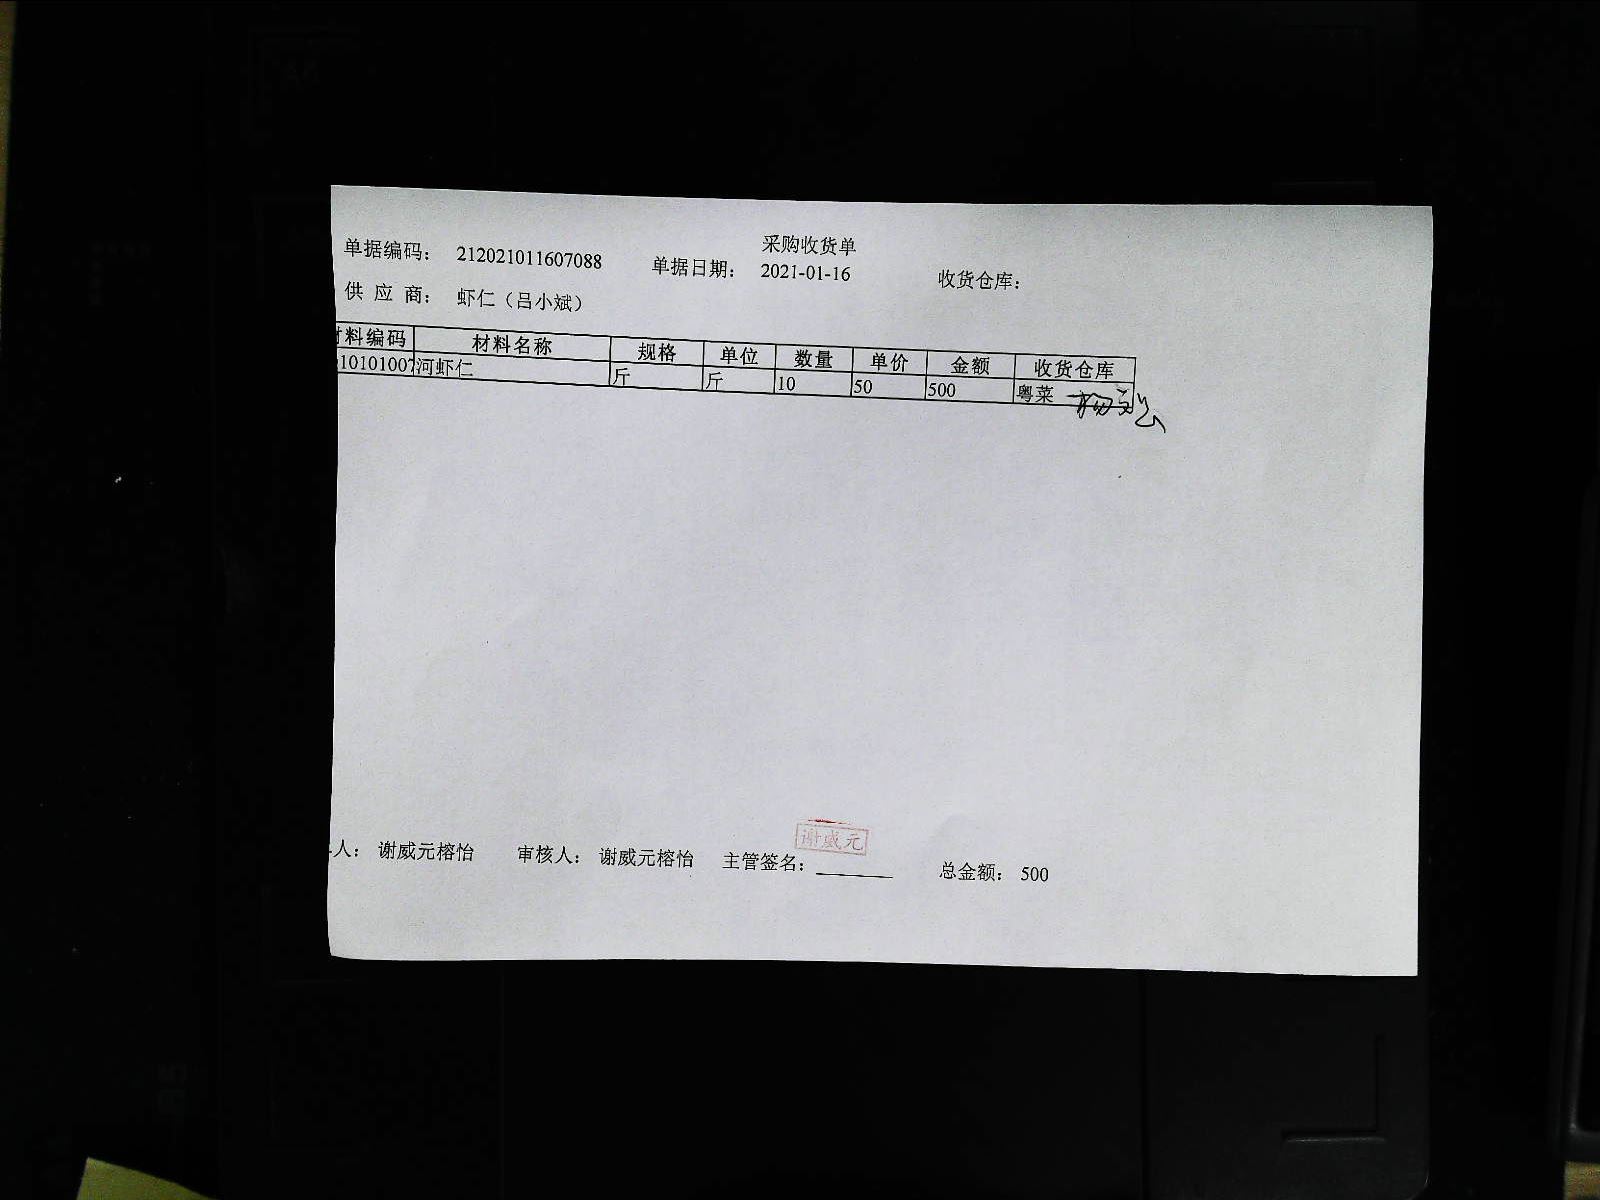 采购收货单
单据编码： 212021011607088 单据日期： 2021-01-16 收货仓库：
供 应 商： 虾仁（吕小斌）
材料编码 材料名称 规格 单位 数量 单价 金额 收货仓库
10101007 河虾仁 斤 斤 10 50 500 粤菜
人： 谢威元榕怡 审核人： 谢威元榕怡 主管签名： 谢威元 总金额： 500